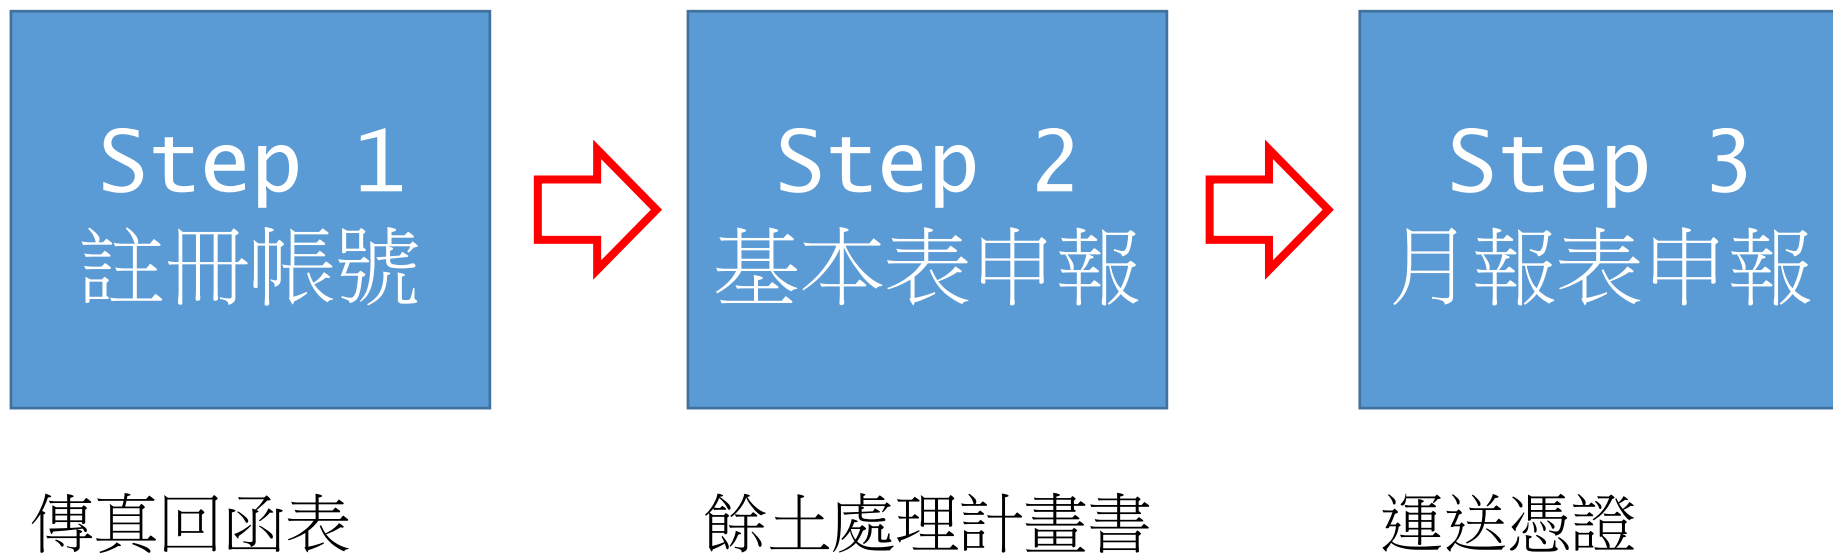 Step 1
註冊帳號
Step 2
基本表申報
Step 3
月報表申報
傳真回函表
餘土處理計畫書
運送憑證